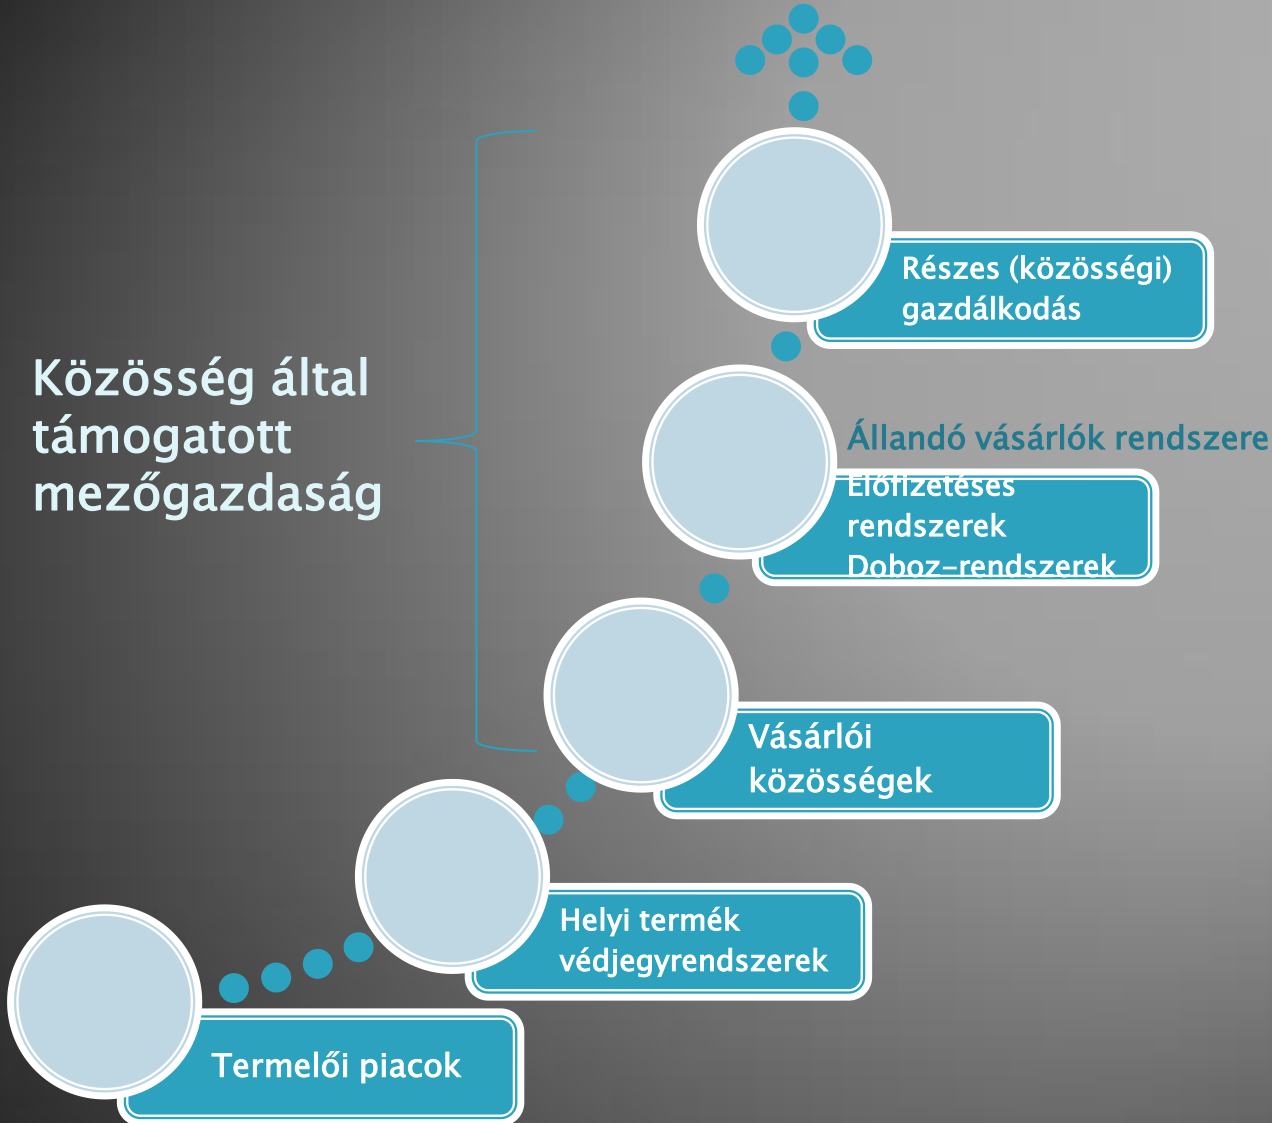 Részes (közösségi)
gazdálkodás
Közösség által
támogatott
mezőgazdaság
Állandó vásárlók rendszere
Előfizetéses
rendszerek
Doboz-rendszerek
Vásárlói
közösségek
Helyi termék
védjegyrendszerek
Termelői piacok